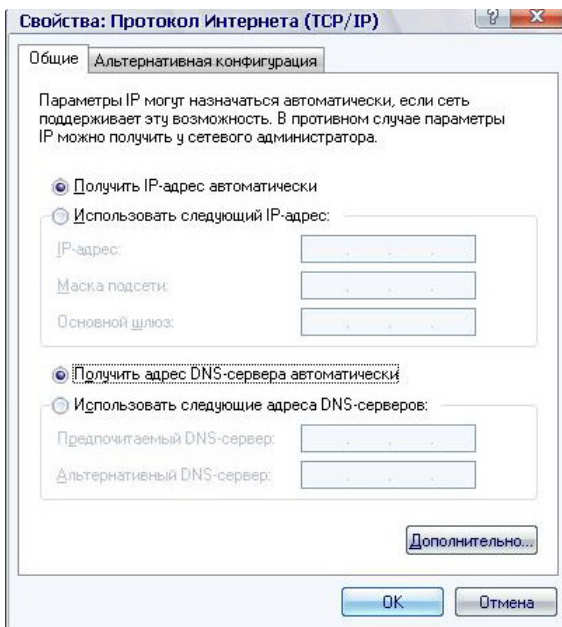 Свойства: Протокол Интернета (TCP/IP)
? X
Общие Альтернативная конфигурация
Параметры IP могут назначаться автоматически, если сеть
поддерживает эту возможность. В противном случае параметры
IP можно получить у сетевого администратора.
Получить IP-адрес автоматически
Использовать следующий IP-адрес:
IP-адрес:
Маска подсети:
Основной шлюз:
Получить адрес DNS-сервера автоматически
Использовать следующие адреса DNS-серверов:
Предпочитаемый DNS-сервер:
Альтернативный DNS-сервер:
Дополнительно...
OK Отмена